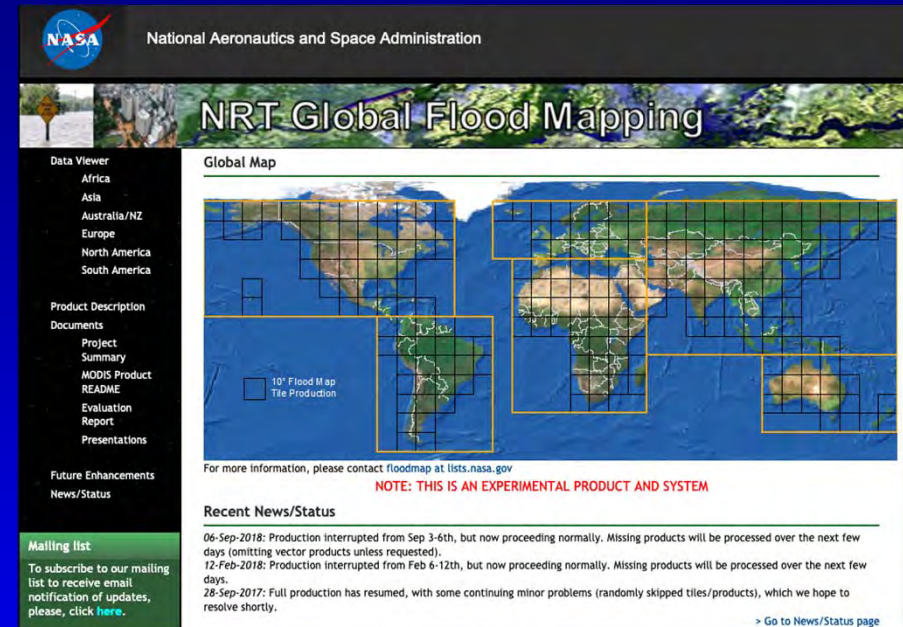 NASA
National Aeronautics and Space Administration
NRT Global Flood Mapping
Data Viewer
Africa
Asia
Australia/NZ
Europe
North America
South America
Product Description
Documents
Project
Summary
MODIS Product
README
Evaluation
Report
Presentations
Future Enhancements
News/Status
Mailing list
To subscribe to our mailing
list to receive email
notification of updates,
please, click here.
Global Map
10° Flood Map
Tile Production
For more information, please contact floodmap at lists.nasa.gov
NOTE: THIS IS AN EXPERIMENTAL PRODUCT AND SYSTEM
Recent News/Status
06-Sep-2018: Production interrupted from Sep 3-6th, but now proceeding normally. Missing products will be processed over the next few
days (omitting vector products unless requested).
12-Feb-2018: Production interrupted from Feb 6-12th, but now proceeding normally. Missing products will be processed over the next few
days.
28-Sep-2017: Full production has resumed, with some continuing minor problems (randomly skipped tiles/products), which we hope to
resolve shortly.
> Go to News/Status page